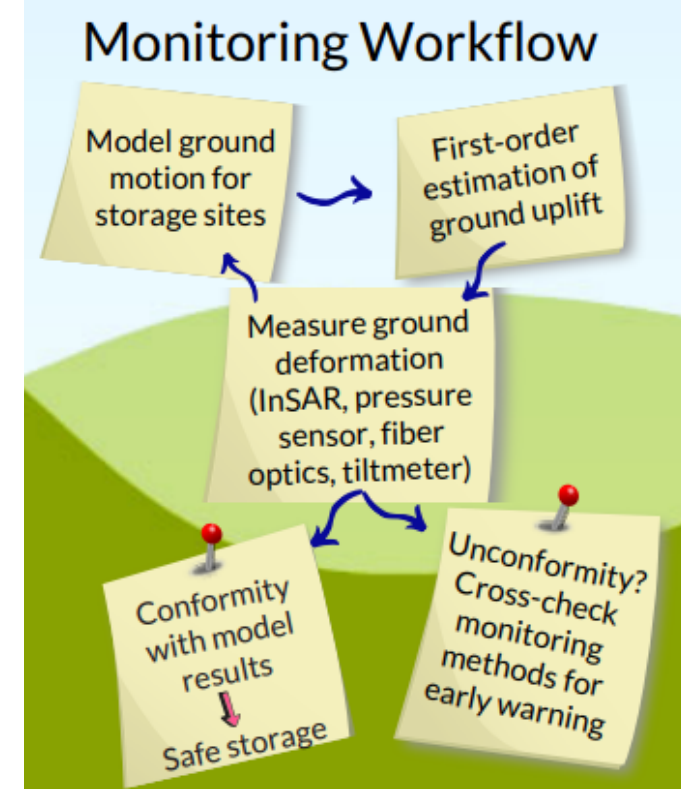 Monitoring Workflow
Model ground
motion for
storage sites
First-order
estimation of
ground uplift
Measure ground
deformation
(InSAR, pressure
sensor, fiber
optics, tiltmeter)
Conformity
with model
results
Safe storage
Unconformity?
Cross-check
monitoring
methods for
early warning